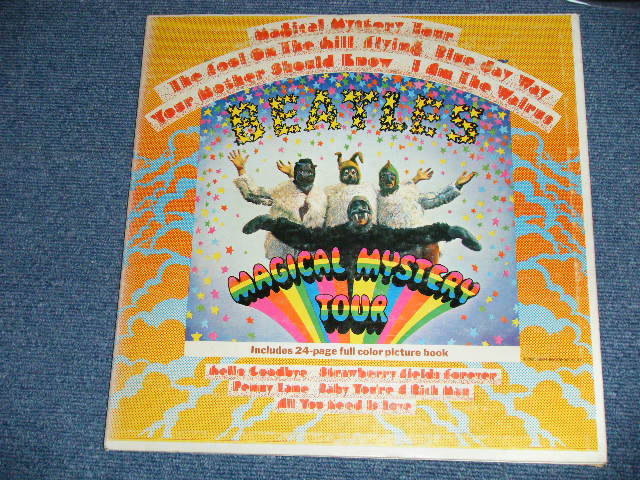 Magical Mystery Tour
The Fool On The Hill Flying Blue Jay Way
Your Mother Should Know I Am The Walrus
BEATLES
MAGICAL MYSTERY
TOUR
Includes 24-page full color picture book
Hello Goodbye Strawberry Fields Forever
Penny Lane Baby You're A Rich Man
All You Need Is Love